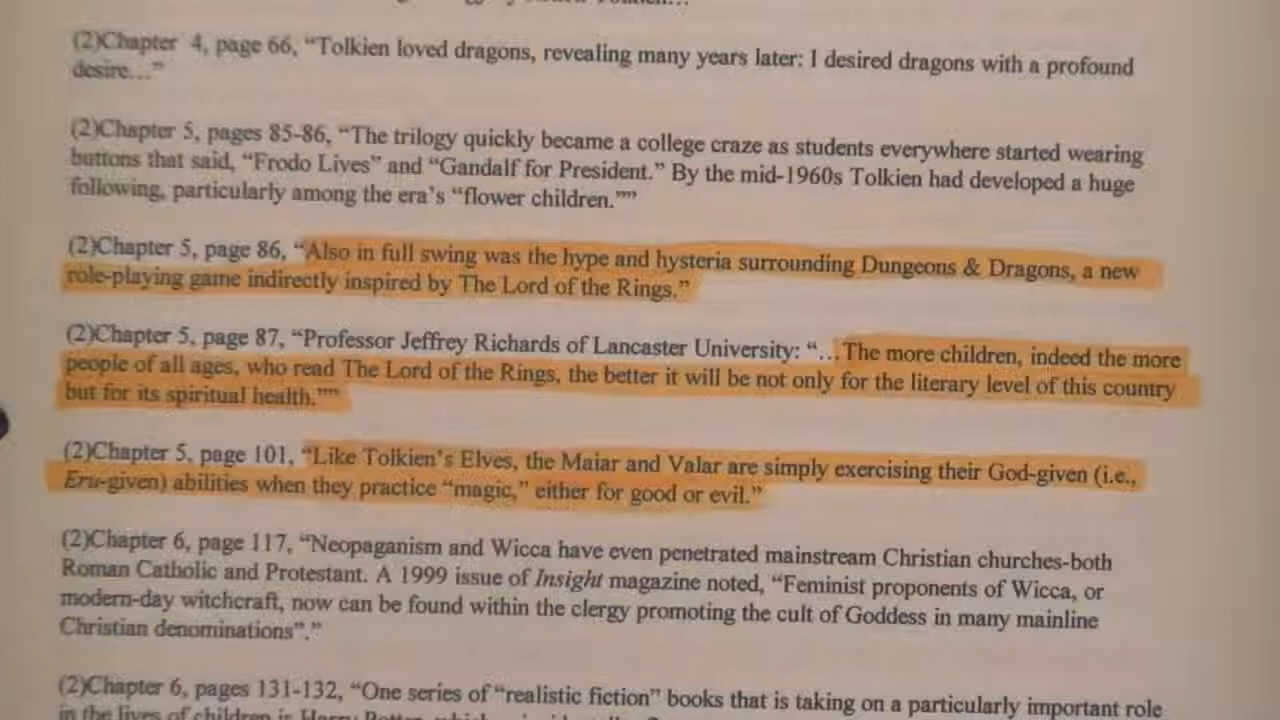 (2)Chapter 4, page 66, “Tolkien loved dragons, revealing many years later: I desired dragons with a profound
desire...”
(2)Chapter 5, pages 85-86, “The trilogy quickly became a college craze as students everywhere started wearing
buttons that said, “Frodo Lives” and “Gandalf for President.” By the mid-1960s Tolkien had developed a huge
following, particularly among the era’s “flower children.””
(2)Chapter 5, page 86, “Also in full swing was the hype and hysteria surrounding Dungeons & Dragons, a new
role-playing game indirectly inspired by The Lord of the Rings.”
(2)Chapter 5, page 87, “Professor Jeffrey Richards of Lancaster University: “...The more children, indeed the more
people of all ages, who read The Lord of the Rings, the better it will be not only for the literary level of this country
but for its spiritual health.””
(2)Chapter 5, page 101, “Like Tolkien’s Elves, the Maiar and Valar are simply exercising their God-given (i.e.,
Eru-given) abilities when they practice “magic,” either for good or evil.”
(2)Chapter 6, page 117, “Neopaganism and Wicca have even penetrated mainstream Christian churches-both
Roman Catholic and Protestant. A 1999 issue of Insight magazine noted, “Feminist proponents of Wicca, or
modern-day witchcraft, now can be found within the clergy promoting the cult of Goddess in many mainline
Christian denominations”.”
(2)Chapter 6, pages 131-132, “One series of “realistic fiction” books that is taking on a particularly important role
in the lives of children is Harry Potter, which